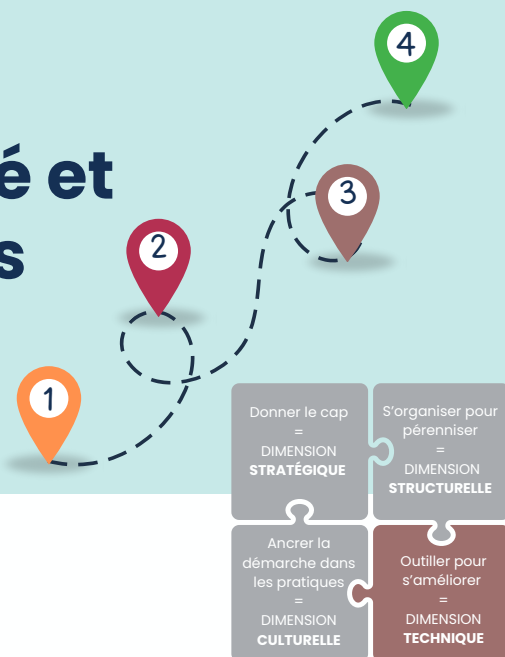 é et
s
4
3
2
1
Donner le cap
=
DIMENSION
STRATÉGIQUE
S'organiser pour
pérenniser
=
DIMENSION
STRUCTURELLE
Ancrer la
démarche dans
les pratiques
=
DIMENSION
CULTURELLE
Outiller pour
s'améliorer
=
DIMENSION
TECHNIQUE